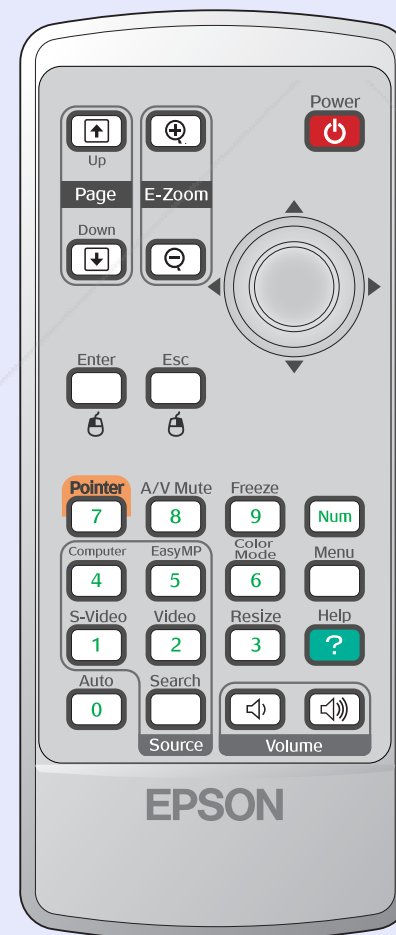 Power
Up
Page
E-Zoom
Down
Enter
Esc
Pointer
A/V Mute
Freeze
7
8
9
Num
Computer
EasyMP
Color
Mode
Menu
4
5
6
S-Video
Video
Resize
Help
1
2
3
?
Auto
Search
0
Source
Volume
EPSON